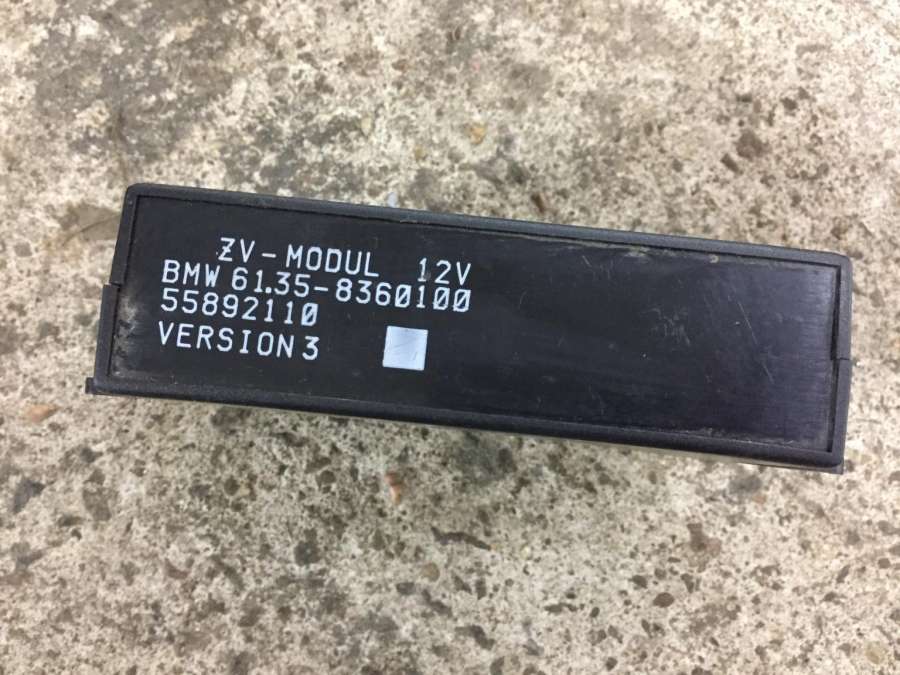 ZV-MODUL 12V
BMW 61.35-8360100
55892110
VERSION 3